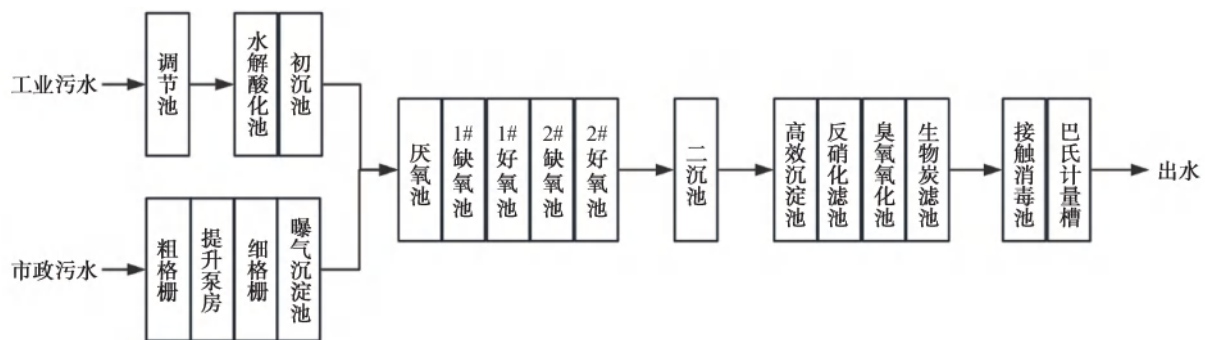 工业污水
调节池
水解酸化池
初沉池
市政污水
粗格栅
提升泵房
细格栅
曝气沉淀池
厌氧池
1#缺氧池
1#好氧池
2#缺氧池
2#好氧池
二沉池
高效沉淀池
反硝化滤池
臭氧氧化池
生物炭滤池
接触消毒池
巴氏计量槽
出水